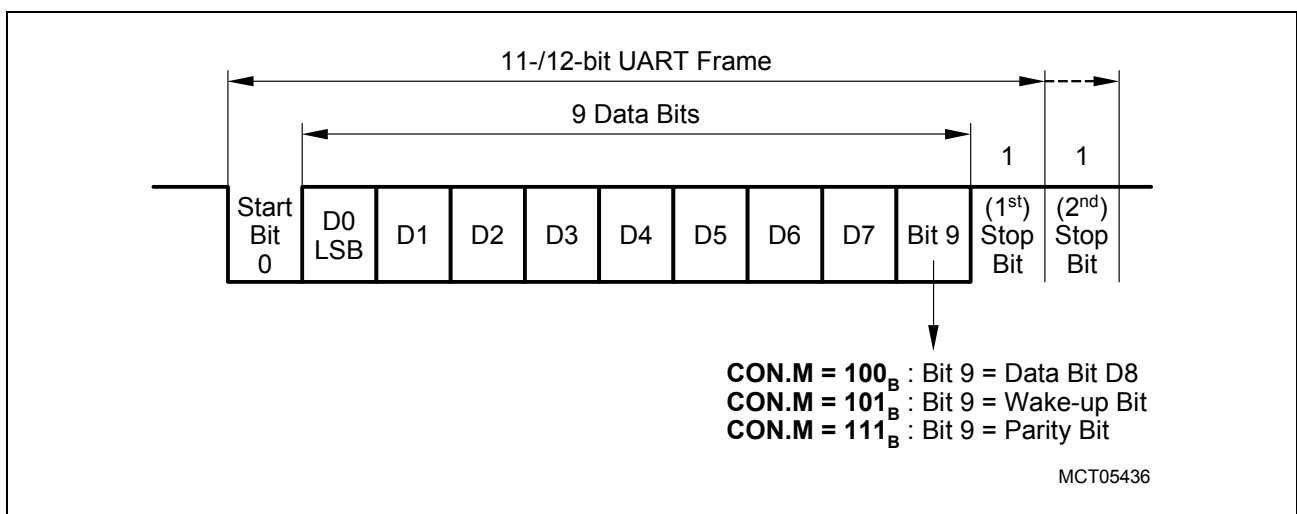 11-/12-bit UART Frame
9 Data Bits
1 1
Start Bit 0
D0 LSB
D1
D2
D3
D4
D5
D6
D7
Bit 9
(1st) Stop Bit
(2nd) Stop Bit
CON.M = 100B : Bit 9 = Data Bit D8
CON.M = 101B : Bit 9 = Wake-up Bit
CON.M = 111B : Bit 9 = Parity Bit
MCT05436